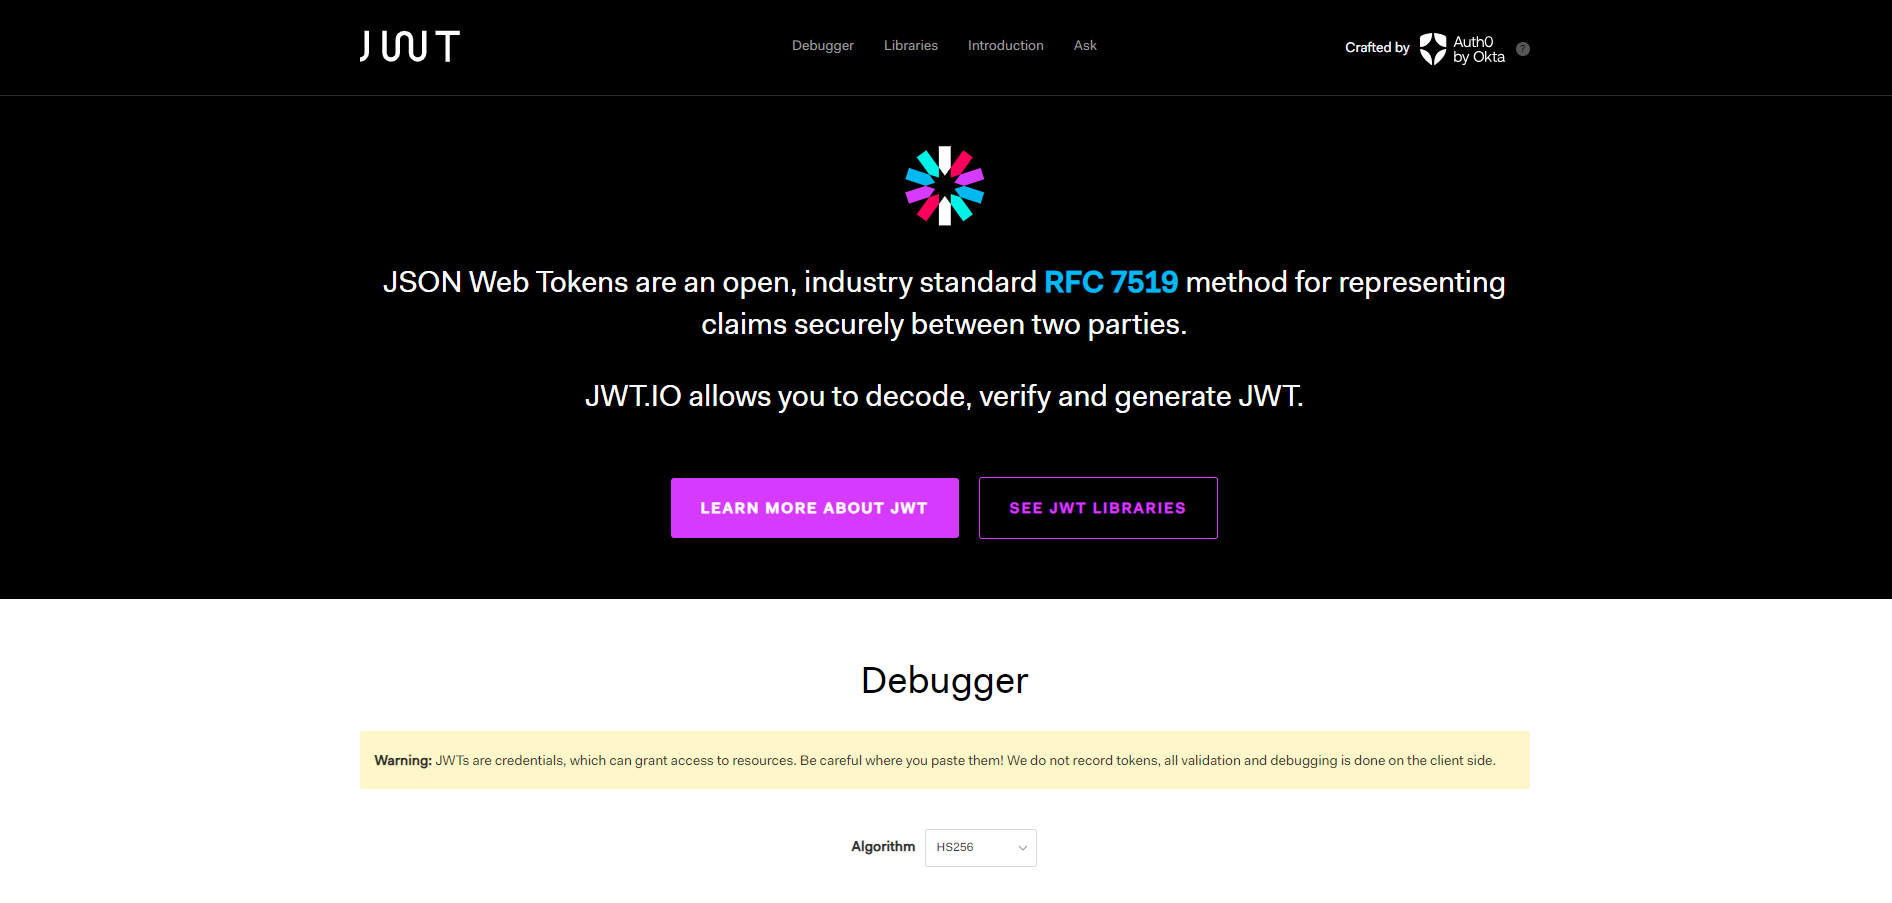 JWT
Debugger Libraries Introduction Ask
Crafted by
Auth0
by Okta
?
JSON Web Tokens are an open, industry standard RFC 7519 method for representing
claims securely between two parties.
JWT.IO allows you to decode, verify and generate JWT.
LEARN MORE ABOUT JWT
SEE JWT LIBRARIES
Debugger
Warning: JWTs are credentials, which can grant access to resources. Be careful where you paste them! We do not record tokens, all validation and debugging is done on the client side.
Algorithm HS256